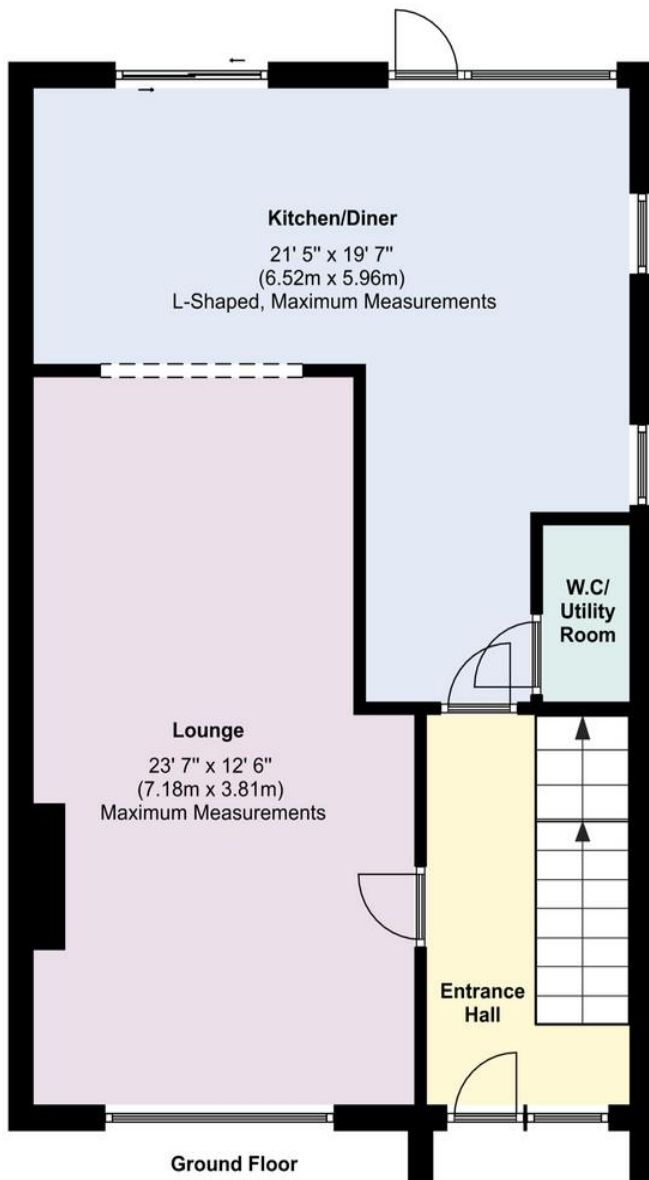 Kitchen/Diner
21' 5" x 19' 7"
(6.52m x 5.96m)
L-Shaped, Maximum Measurements
W.C/
Utility
Room
Lounge
23' 7" x 12' 6"
(7.18m x 3.81m)
Maximum Measurements
Entrance
Hall
Ground Floor